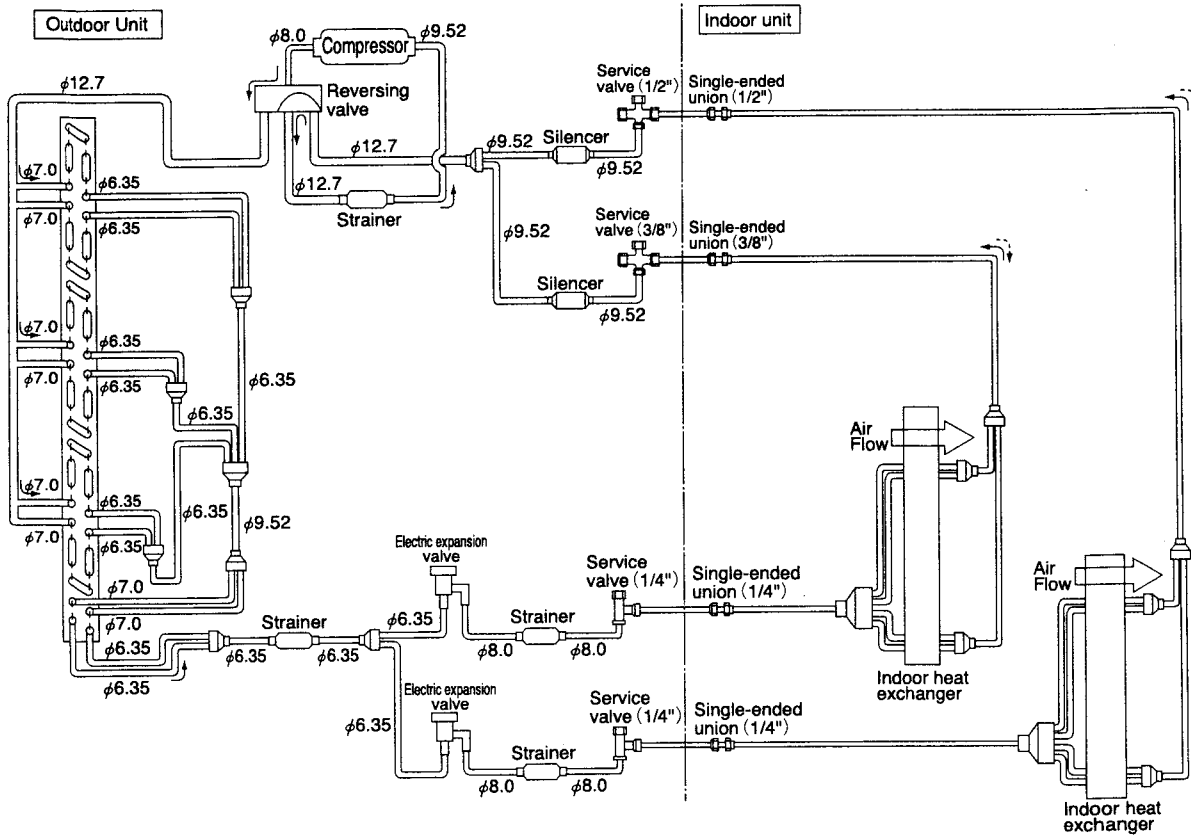 Outdoor Unit
Indoor unit
φ8.0
Compressor
φ9.52
φ12.7
Reversing
valve
Service
valve (1/2")
Single-ended
union (1/2")
φ12.7
φ9.52
Silencer
φ9.52
φ12.7
Strainer
φ7.0
φ6.35
φ7.0
φ6.35
φ9.52
Service
valve (3/8")
Single-ended
union (3/8")
Silencer
φ9.52
φ7.0
φ6.35
φ7.0
φ6.35
φ6.35
φ6.35
Air
Flow
φ7.0
φ6.35
φ6.35
φ9.52
φ7.0
φ6.35
Electric expansion
valve
Service
valve (1/4")
Single-ended
union (1/4")
Air
Flow
φ7.0
φ7.0
Strainer
φ6.35
Strainer
φ6.35
φ6.35
φ6.35
φ8.0
φ8.0
φ6.35
Indoor heat
exchanger
Electric expansion
valve
Service
valve (1/4")
Single-ended
union (1/4")
φ6.35
Strainer
φ8.0
φ8.0
Indoor heat
exchanger